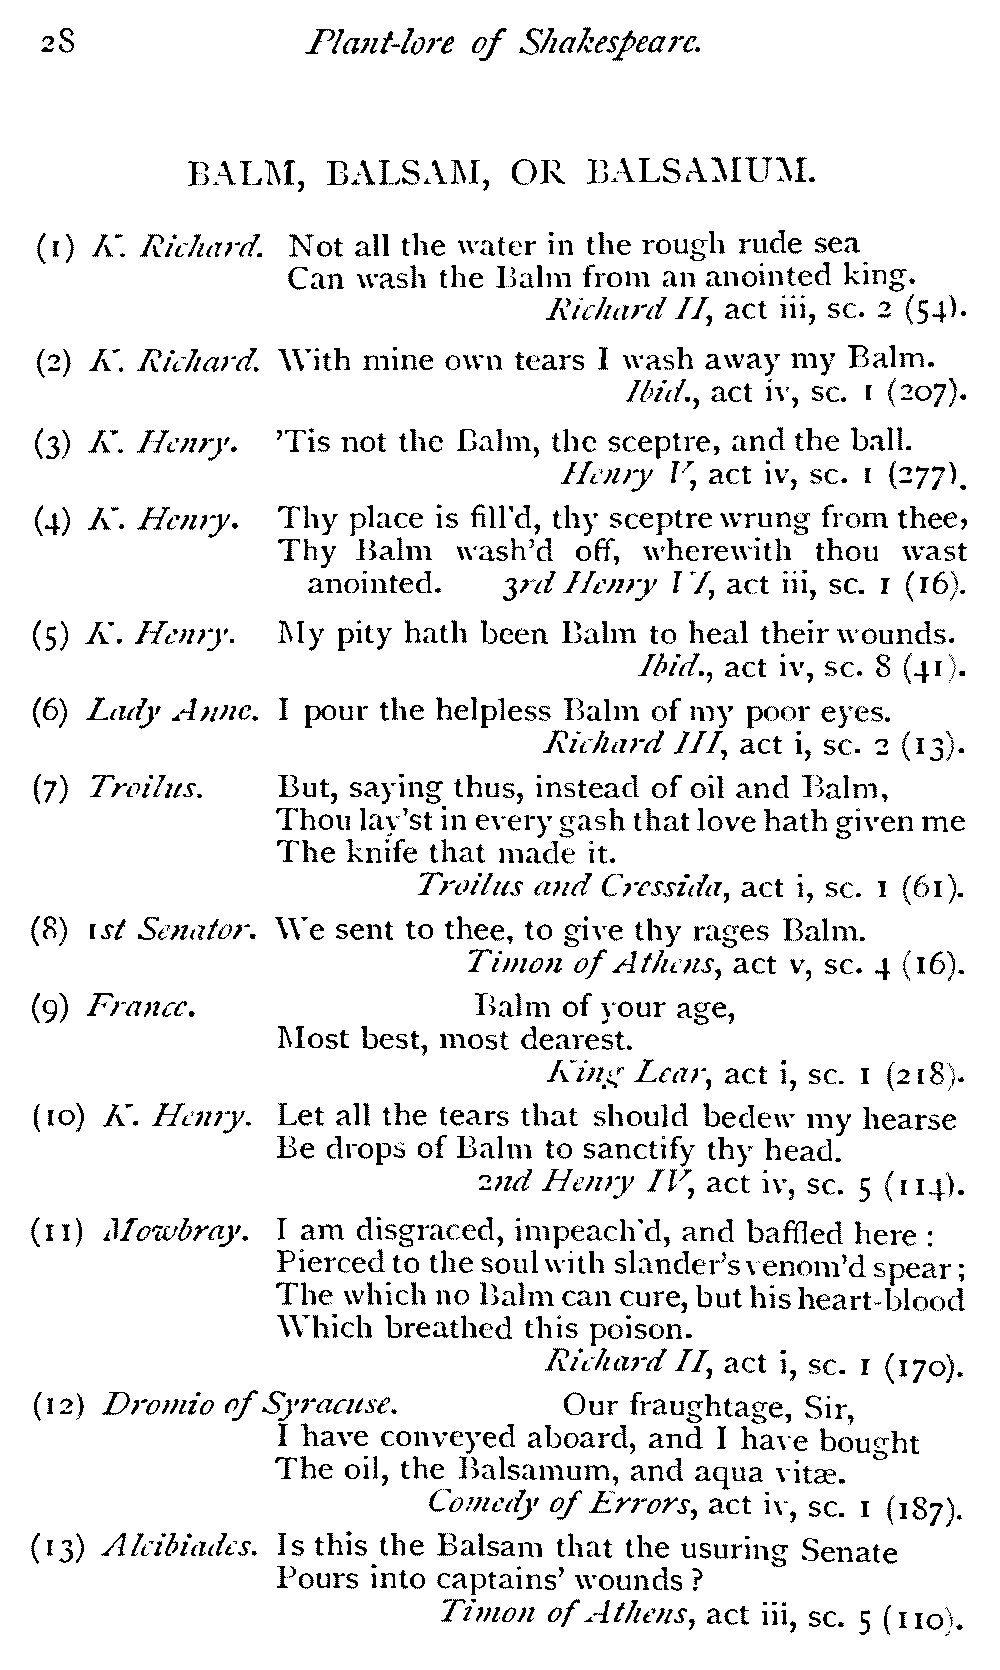 28 Plant-lore of Shakespeare.
BALM, BALSAM, OR BALSAMUM.
(1) K. Richard. Not all the water in the rough rude sea
Can wash the Balm from an anointed king.
Richard II, act iii, sc. 2 (54).
(2) K. Richard. With mine own tears I wash away my Balm.
Ibid., act iv, sc. 1 (207).
(3) K. Henry. 'Tis not the Balm, the sceptre, and the ball.
Henry V, act iv, sc. 1 (277).
(4) K. Henry. Thy place is fill'd, thy sceptre wrung from thee,
Thy Balm wash'd off, wherewith thou wast
anointed. 3rd Henry VI, act iii, sc. 1 (16).
(5) K. Henry. My pity hath been Balm to heal their wounds.
Ibid., act iv, sc. 8 (41).
(6) Lady Anne. I pour the helpless Balm of my poor eyes.
Richard III, act i, sc. 2 (13).
(7) Troilus. But, saying thus, instead of oil and Balm,
Thou lay'st in every gash that love hath given me
The knife that made it.
Troilus and Cressida, act i, sc. 1 (61).
(8) 1st Senator. We sent to thee, to give thy rages Balm.
Timon of Athens, act v, sc. 4 (16).
(9) France. Balm of your age,
Most best, most dearest.
King Lear, act i, sc. 1 (218).
(10) K. Henry. Let all the tears that should bedew my hearse
Be drops of Balm to sanctify thy head.
2nd Henry IV, act iv, sc. 5 (114).
(11) Mowbray. I am disgraced, impeach'd, and baffled here :
Pierced to the soul with slander's venom'd spear ;
The which no Balm can cure, but his heart-blood
Which breathed this poison.
Richard II, act i, sc. 1 (170).
(12) Dromio of Syracuse. Our fraughtage, Sir,
I have conveyed aboard, and I have bought
The oil, the Balsamum, and aqua vitæ.
Comedy of Errors, act iv, sc. 1 (187).
(13) Alcibiades. Is this the Balsam that the usuring Senate
Pours into captains' wounds ?
Timon of Athens, act iii, sc. 5 (110).